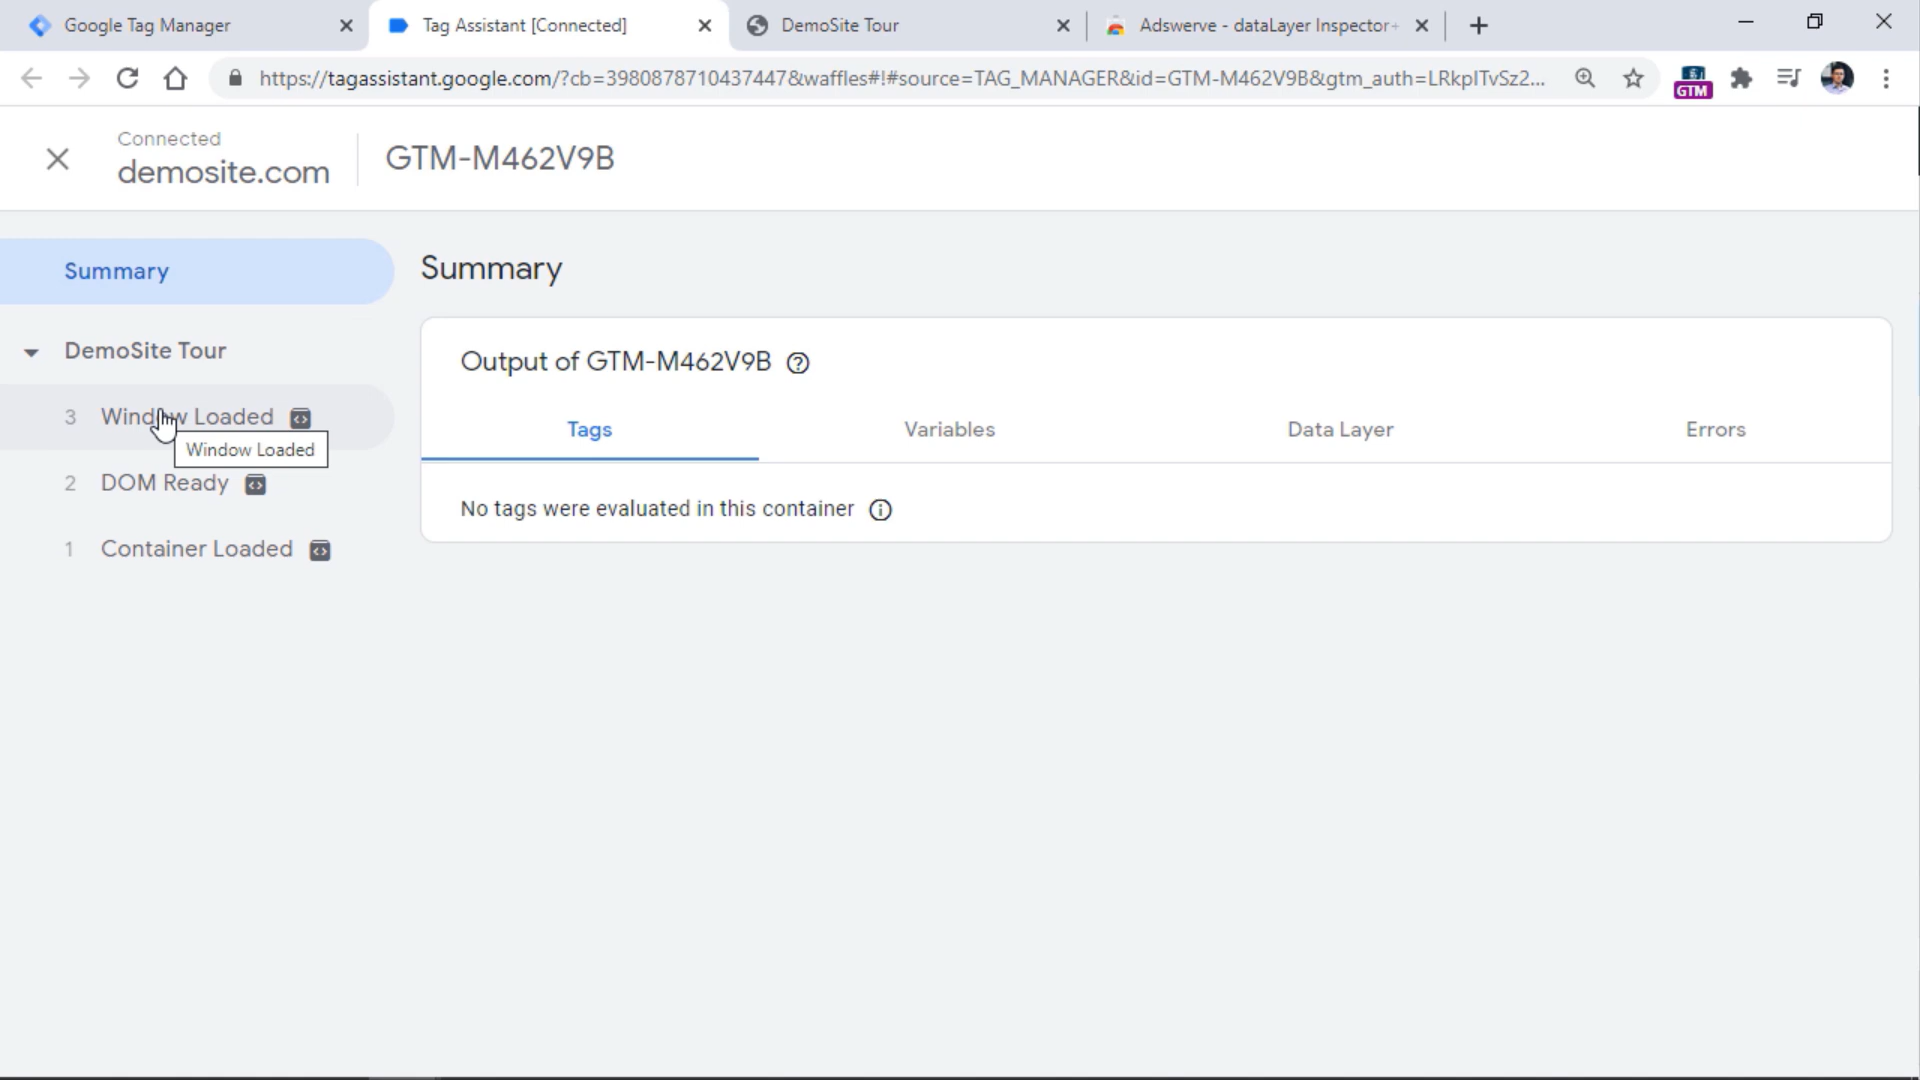 Google Tag Manager
Tag Assistant [Connected]
DemoSite Tour
Adswerve - dataLayer Inspector+
https://tagassistant.google.com/?cb=3980878710437447&waffles#!#source=TAG_MANAGER&id=GTM-M462V9B&gtm_auth=LRkpITvSz2...
GTM
Connected
demosite.com
GTM-M462V9B
Summary
DemoSite Tour
3 Window Loaded
Window Loaded
2 DOM Ready
1 Container Loaded
Summary
Output of GTM-M462V9B
Tags
Variables
Data Layer
Errors
No tags were evaluated in this container